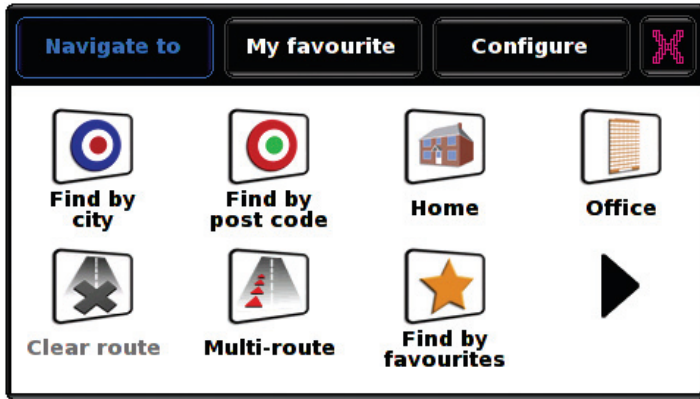 Navigate to
My favourite
Configure
Find by
city
Find by
post code
Home
Office
Clear route
Multi-route
Find by
favourites